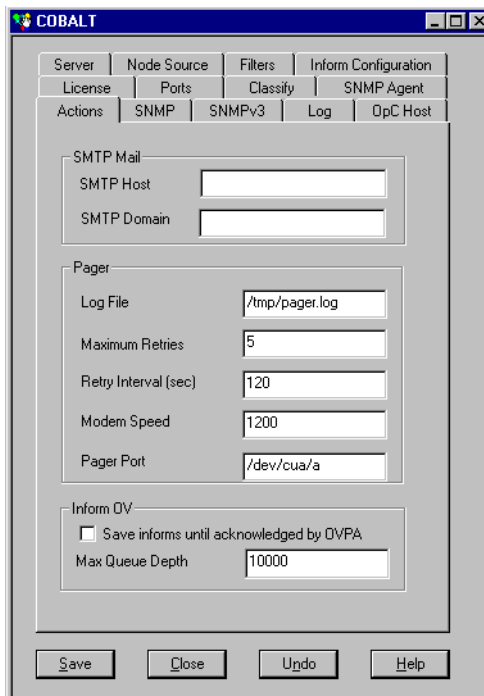 COBALT
Server Node Source Filters Inform Configuration
License Ports Classify SNMP Agent
Actions SNMP SNMPv3 Log OpC Host
SMTP Mail
SMTP Host
SMTP Domain
Pager
Log File /tmp/pager.log
Maximum Retries 5
Retry Interval (sec) 120
Modem Speed 1200
Pager Port /dev/cua/a
Inform OV
Save informs until acknowledged by OVPA
Max Queue Depth 10000
Save Close Undo Help